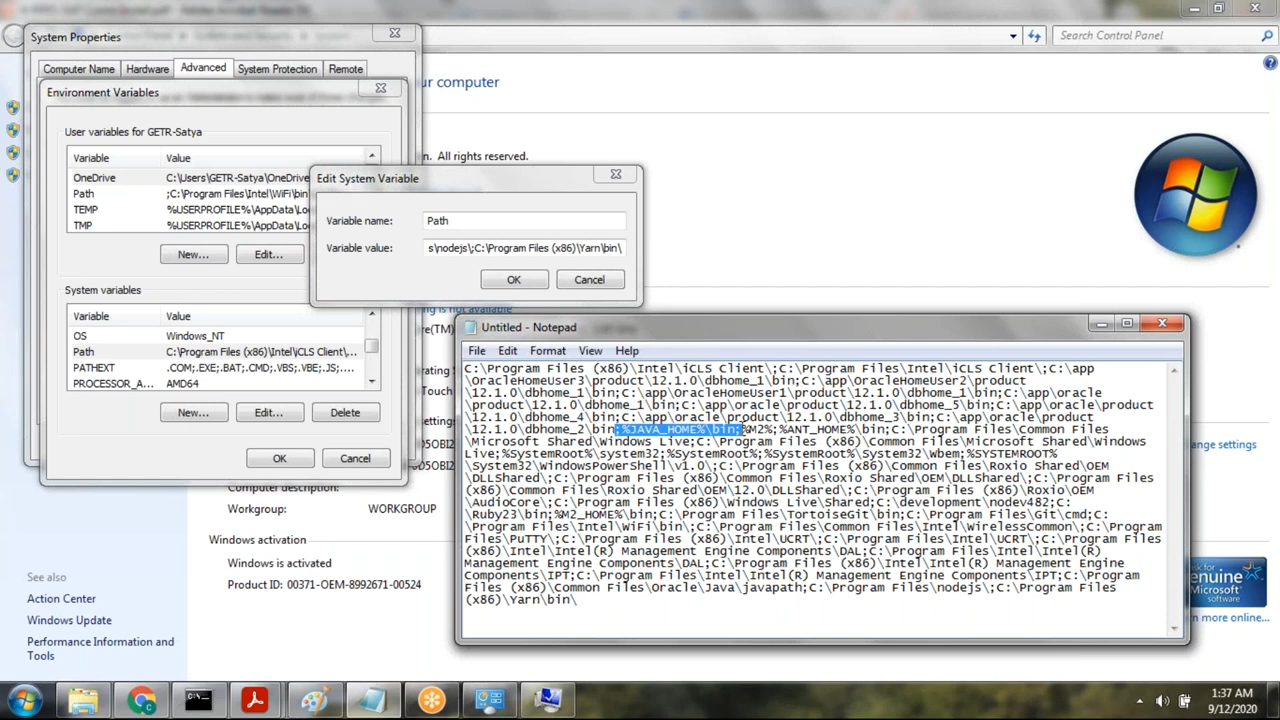 Search Control Panel
System Properties
Computer Name
Hardware
Advanced
System Protection
Remote
ur computer
Environment Variables
User variables for GETR-Satya
n. All rights reserved.
Variable Value
OneDrive C:\Users\GETR-Satya\OneDrive
Path ;C:\Program Files\Intel\WiFi\bin
TEMP %USERPROFILE%\AppData\Loc
TMP %USERPROFILE%\AppData\Loc
New... Edit...
Edit System Variable
Variable name: Path
Variable value: s\nodejs\;C:\Program Files (x86)\Yarn\bin\
OK Cancel
System variables
Variable Value
OS Windows_NT
Path C:\Program Files (x86)\Intel\iCLS Client\;...
PATHEXT .COM;.EXE;.BAT;.CMD;.VBS;.VBE;.JS;....
PROCESSOR_A... AMD64
New... Edit... Delete
OK Cancel
Untitled - Notepad
File Edit Format View Help
C:\Program Files (x86)\Intel\iCLS Client\;C:\Program Files\Intel\iCLS Client\;C:\app
\OracleHomeUser3\product\12.1.0\dbhome_1\bin;C:\app\OracleHomeUser2\product
\12.1.0\dbhome_1\bin;C:\app\OracleHomeUser1\product\12.1.0\dbhome_1\bin;C:\app\oracle
\product\12.1.0\dbhome_1\bin;C:\app\oracle\product\12.1.0\dbhome_5\bin;C:\app\oracle\product
\12.1.0\dbhome_4\bin;C:\app\oracle\product\12.1.0\dbhome_3\bin;C:\app\oracle\product
\12.1.0\dbhome_2\bin;%JAVA_HOME%\bin;%M2%;%ANT_HOME%\bin;C:\Program Files\Common Files
\Microsoft Shared\Windows Live;C:\Program Files (x86)\Common Files\Microsoft Shared\Windows
Live;%SystemRoot%\system32;%SystemRoot%;%SystemRoot%\System32\Wbem;%SYSTEMROOT%
\System32\WindowsPowerShell\v1.0\;C:\Program Files (x86)\Common Files\Roxio Shared\OEM
\DLLShared\;C:\Program Files (x86)\Common Files\Roxio Shared\OEM\DLLShared\;C:\Program Files
(x86)\Common Files\Roxio Shared\OEM\12.0\DLLShared\;C:\Program Files (x86)\Roxio\OEM
\AudioCore\;C:\Program Files (x86)\Windows Live\Shared;C:\development\node v482;C:
\Ruby23\bin;%M2_HOME%\bin;C:\Program Files\TortoiseGit\bin;C:\Program Files\Git\cmd;C:
\Program Files\Intel\WiFi\bin\;C:\Program Files\Common Files\Intel\WirelessCommon\;C:\Program
Files\PuTTY\;C:\Program Files (x86)\Intel\UCRT\;C:\Program Files\Intel\UCRT\;C:\Program Files
(x86)\Intel\Intel(R) Management Engine Components\DAL;C:\Program Files\Intel\Intel(R)
Management Engine Components\DAL;C:\Program Files (x86)\Intel\Intel(R) Management Engine
Components\IPT;C:\Program Files\Intel\Intel(R) Management Engine Components\IPT;C:\Program
Files (x86)\Common Files\Oracle\Java\javapath;C:\Program Files\nodejs\;C:\Program Files
(x86)\Yarn\bin\
ange settings
Workgroup: WORKGROUP
Windows activation
Windows is activated
Product ID: 00371-OEM-8992671-00524
See also
Action Center
Windows Update
Performance Information and
Tools
ask for
genuine
Microsoft
software
rn more online...
1:37 AM
9/12/2020